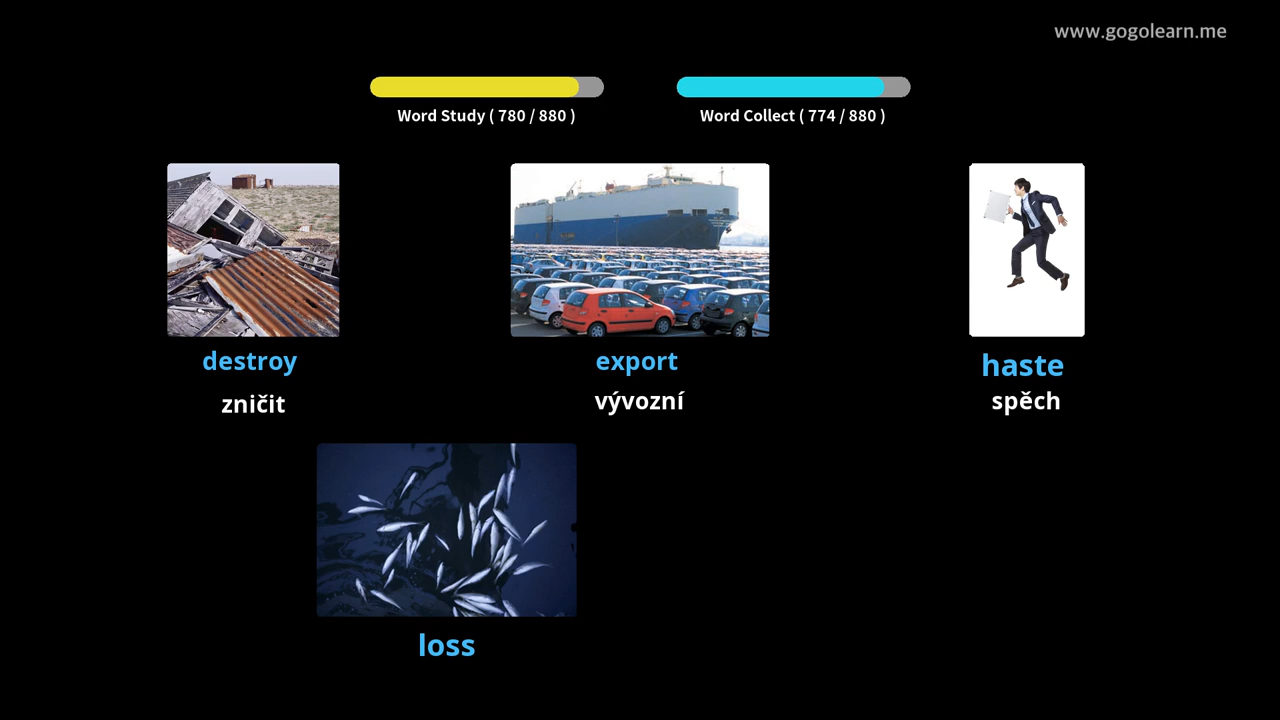 www.gogolearn.me
Word Study ( 780 / 880 )
Word Collect ( 774 / 880 )
destroy
zničit
export
vývozní
haste
spěch
loss